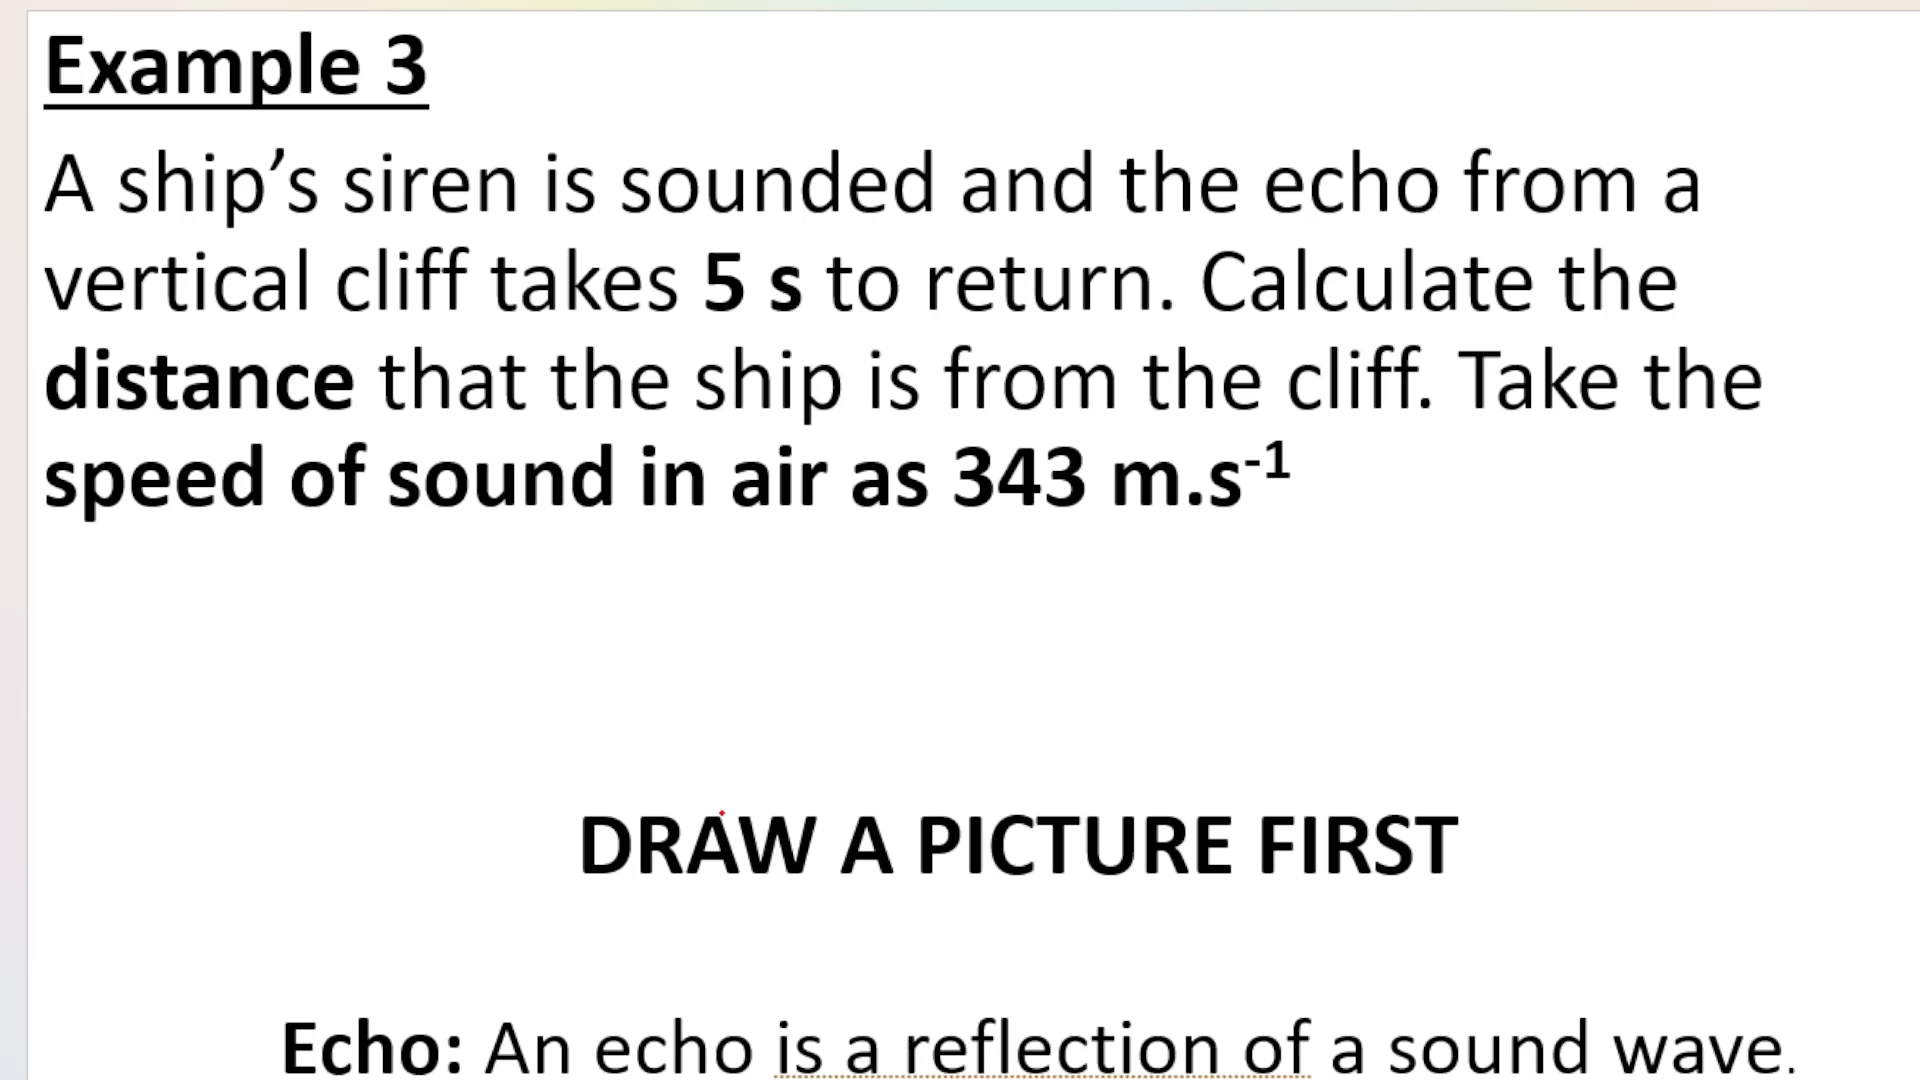 Example 3
A ship’s siren is sounded and the echo from a
vertical cliff takes 5 s to return. Calculate the
distance that the ship is from the cliff. Take the
speed of sound in air as 343 m.s⁻¹
DRAW A PICTURE FIRST
Echo: An echo is a reflection of a sound wave.